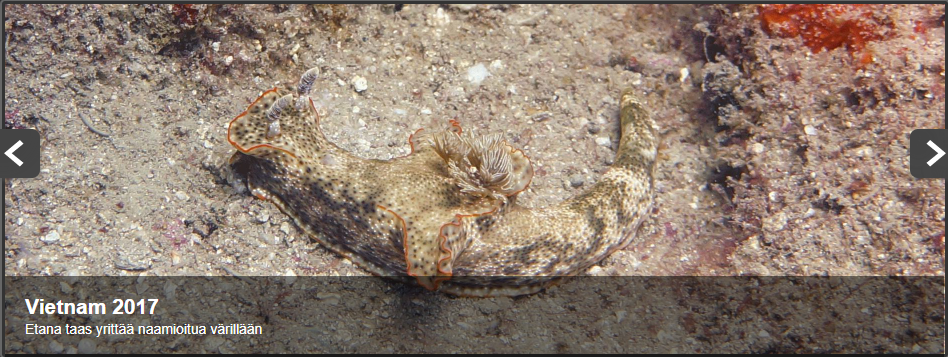 Vietnam 2017
Etana taas yrittää naamioitua värillään